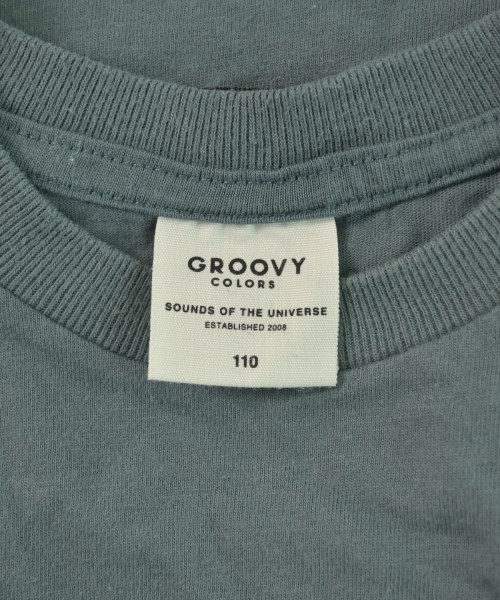 GROOVY
COLORS
SOUNDS OF THE UNIVERSE
ESTABLISHED 2008
110